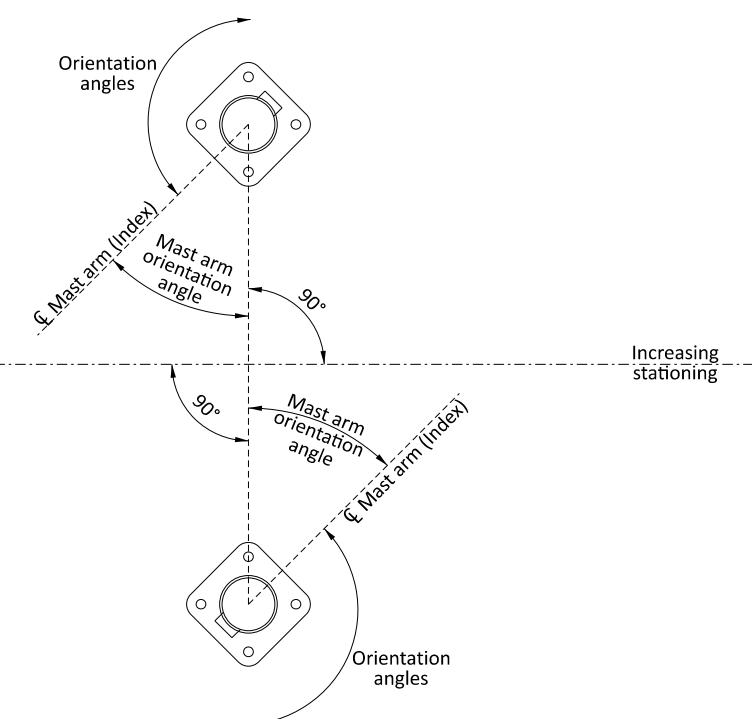 Orientation
angles
℄ Mast arm (Index)
Mast arm
orientation
angle
90°
Increasing
stationing
90°
Mast arm
orientation
angle
℄ Mast arm (Index)
Orientation
angles